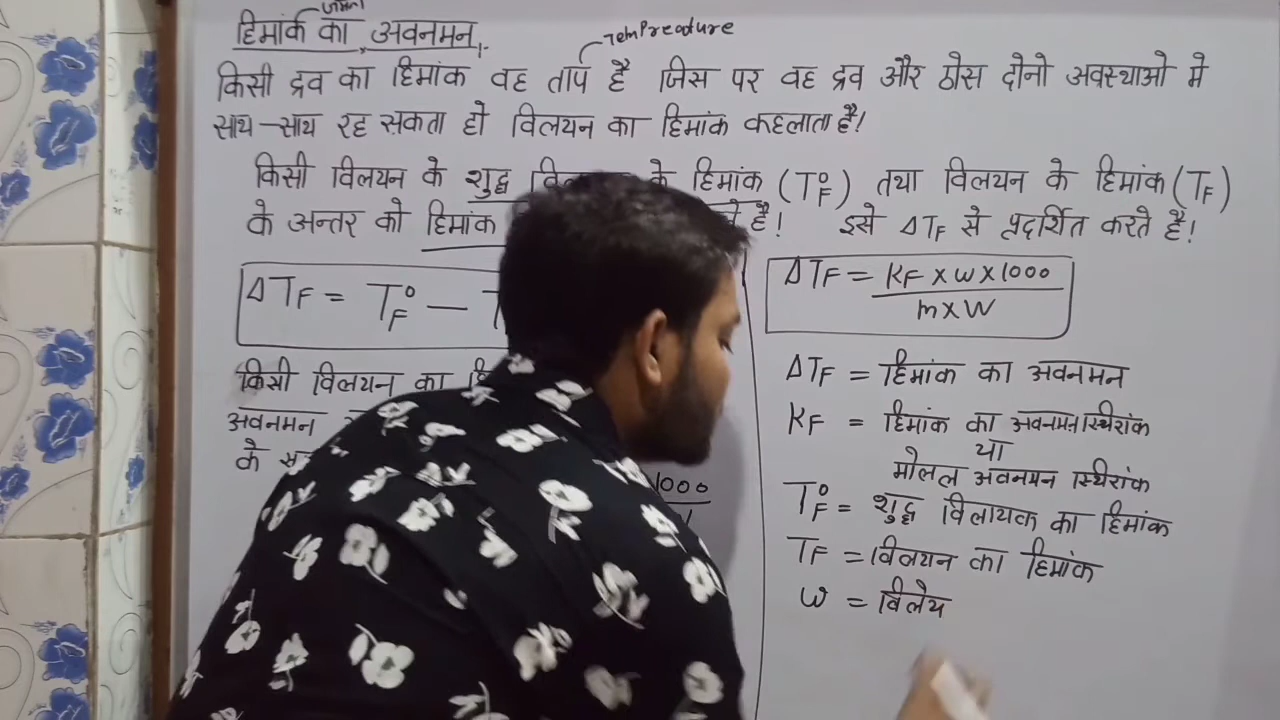 हिमांक का अवनमन
Tempreature
किसी द्रव का हिमांक वह ताप है जिस पर वह द्रव और ठोस दोनो अवस्थाओ मे
साथ-साथ रह सकता हो विलयन का हिमांक कहलाता है!
किसी विलयन के शुद्ध के हिमांक (T°F) तथा विलयन के हिमांक (TF)
के अन्तर को हिमांक है! इसे ΔTF से प्रदर्शित करते है!
ΔTF = T°F −
किसी विलयन का
अवनमन
के
1000
ΔTF = KF x w x 1000
m x W
ΔTF = हिमांक का अवनमन
KF = हिमांक का अवनमन स्थिरांक
या
मोलल अवनमन स्थिरांक
T°F = शुद्ध विलायक का हिमांक
TF = विलयन का हिमांक
w = विलेय